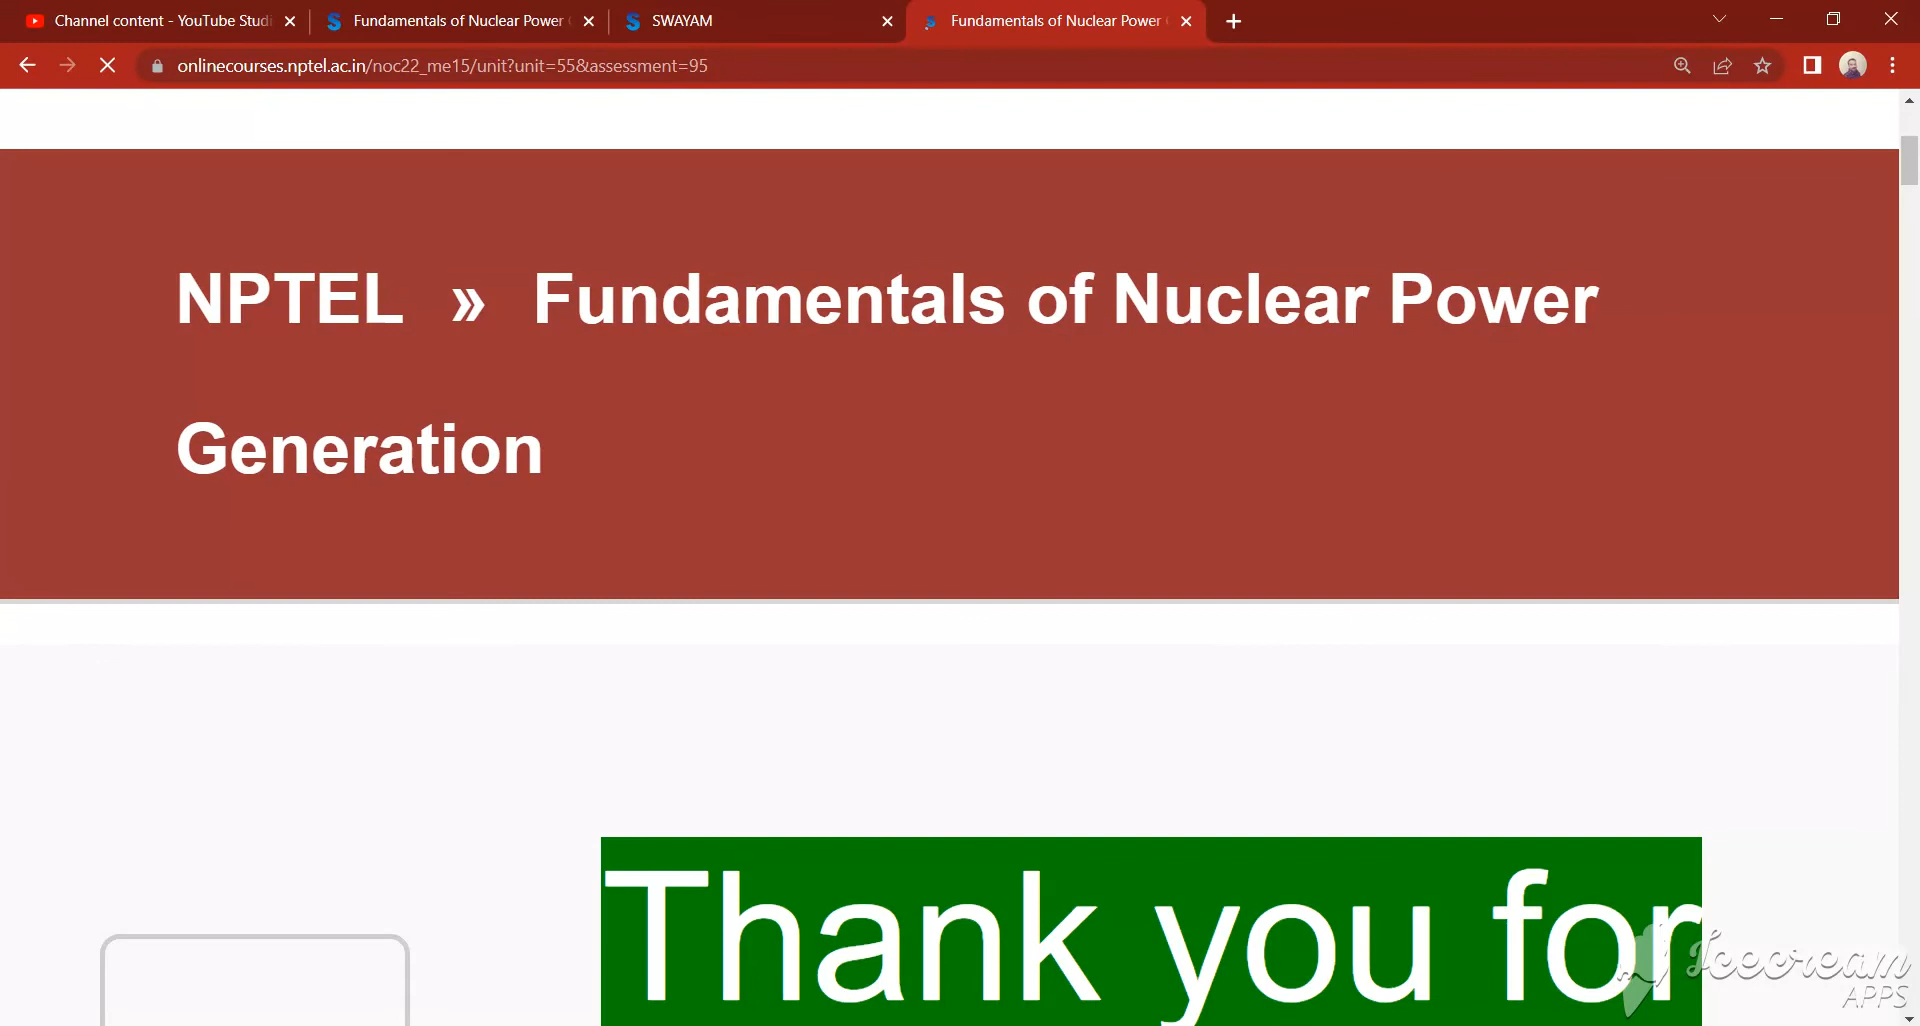 Channel content - YouTube Studi
Fundamentals of Nuclear Power
SWAYAM
Fundamentals of Nuclear Power
onlinecourses.nptel.ac.in/noc22_me15/unit?unit=55&assessment=95
NPTEL » Fundamentals of Nuclear Power
Generation
Thank you for
Icecream
APPS